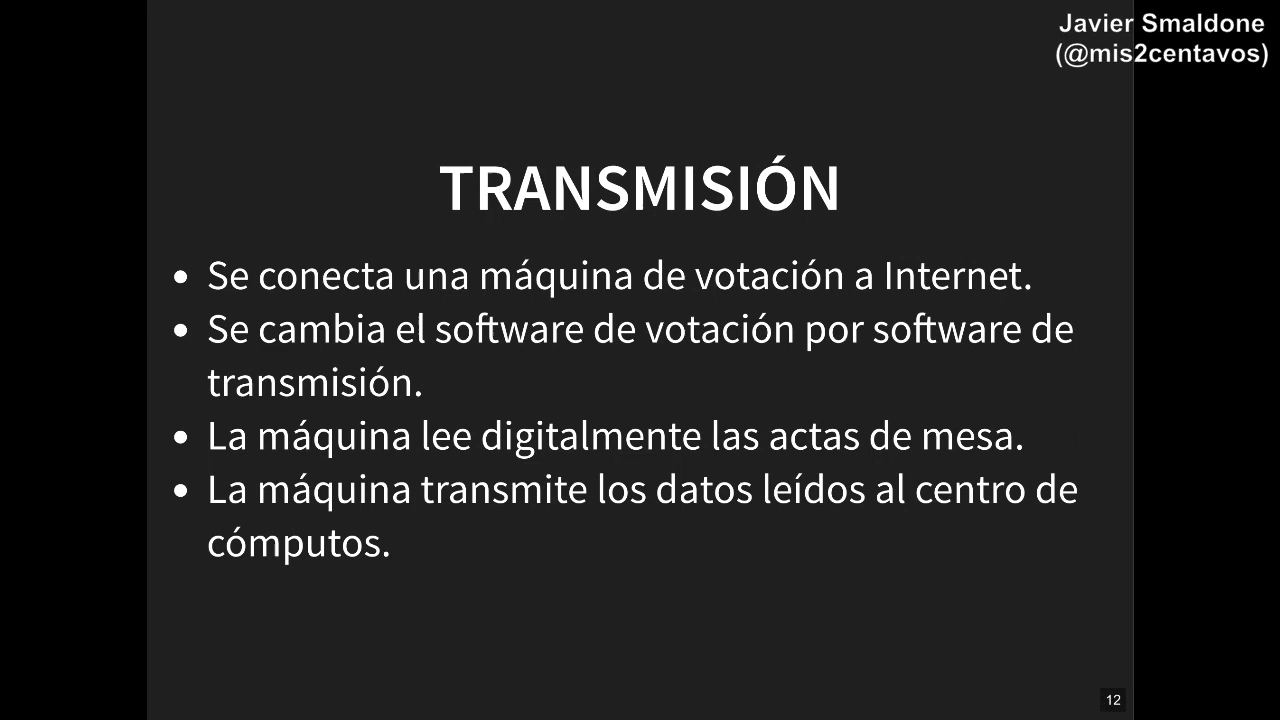 Javier Smaldone
(@mis2centavos)
TRANSMISIÓN
• Se conecta una máquina de votación a Internet.
• Se cambia el software de votación por software de
transmisión.
• La máquina lee digitalmente las actas de mesa.
• La máquina transmite los datos leídos al centro de
cómputos.
12